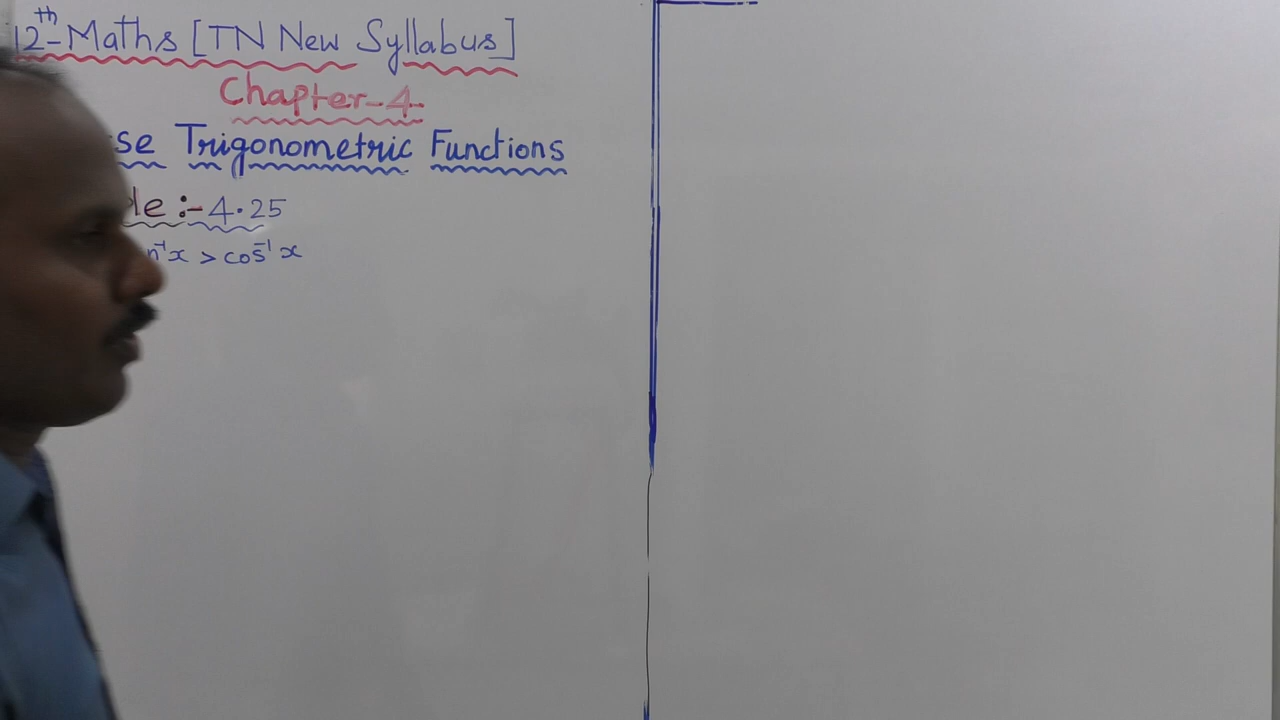 12th-Maths [TN New Syllabus]
Chapter-4
Trigonometric Functions
:- 4.25
x > cos⁻¹ x